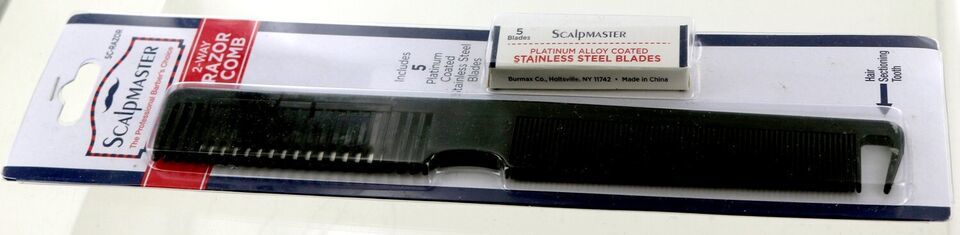 SC-RAZOR
SCALPMASTER
The Professional Barber's Choice
2-WAY
RAZOR
COMB
Includes
5
Platinum
Coated
Stainless Steel
Blades
5
Blades
SCALPMASTER
PLATINUM ALLOY COATED
STAINLESS STEEL BLADES
Burmax Co., Holtsville, NY 11742 • Made in China
Hair
Sectioning
Tooth